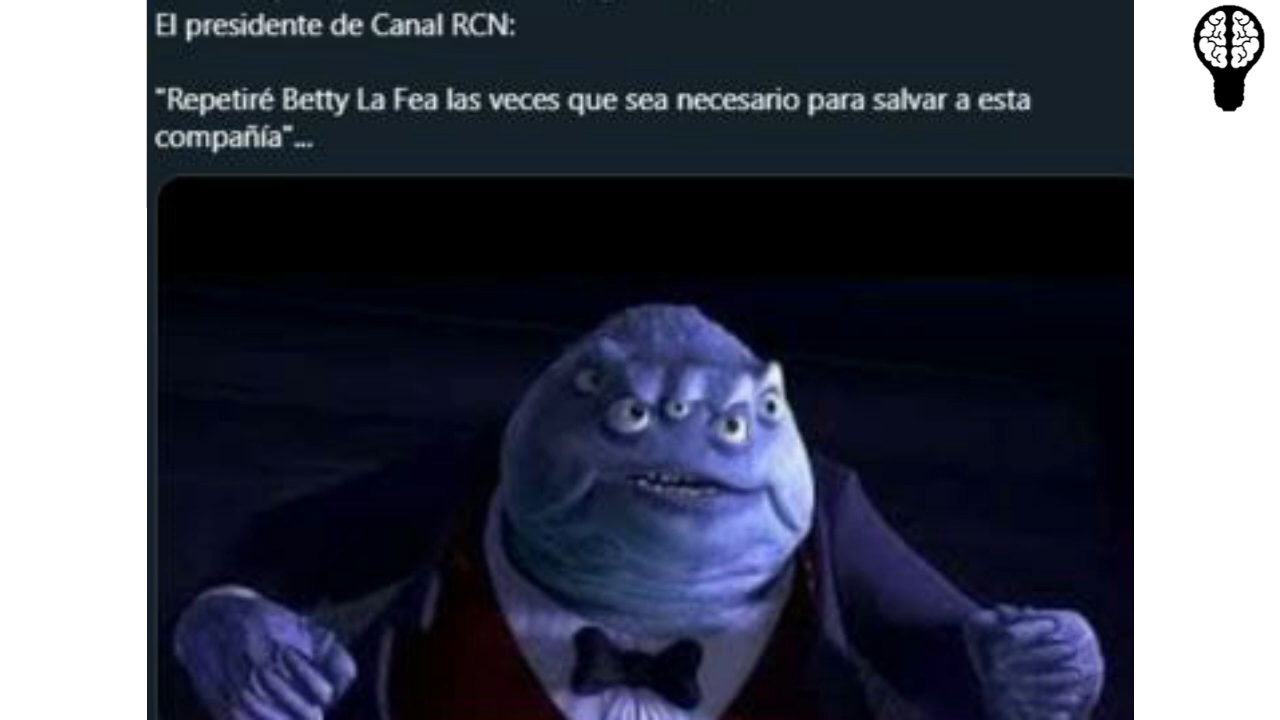 El presidente de Canal RCN:
"Repetiré Betty La Fea las veces que sea necesario para salvar a esta
compañía"...